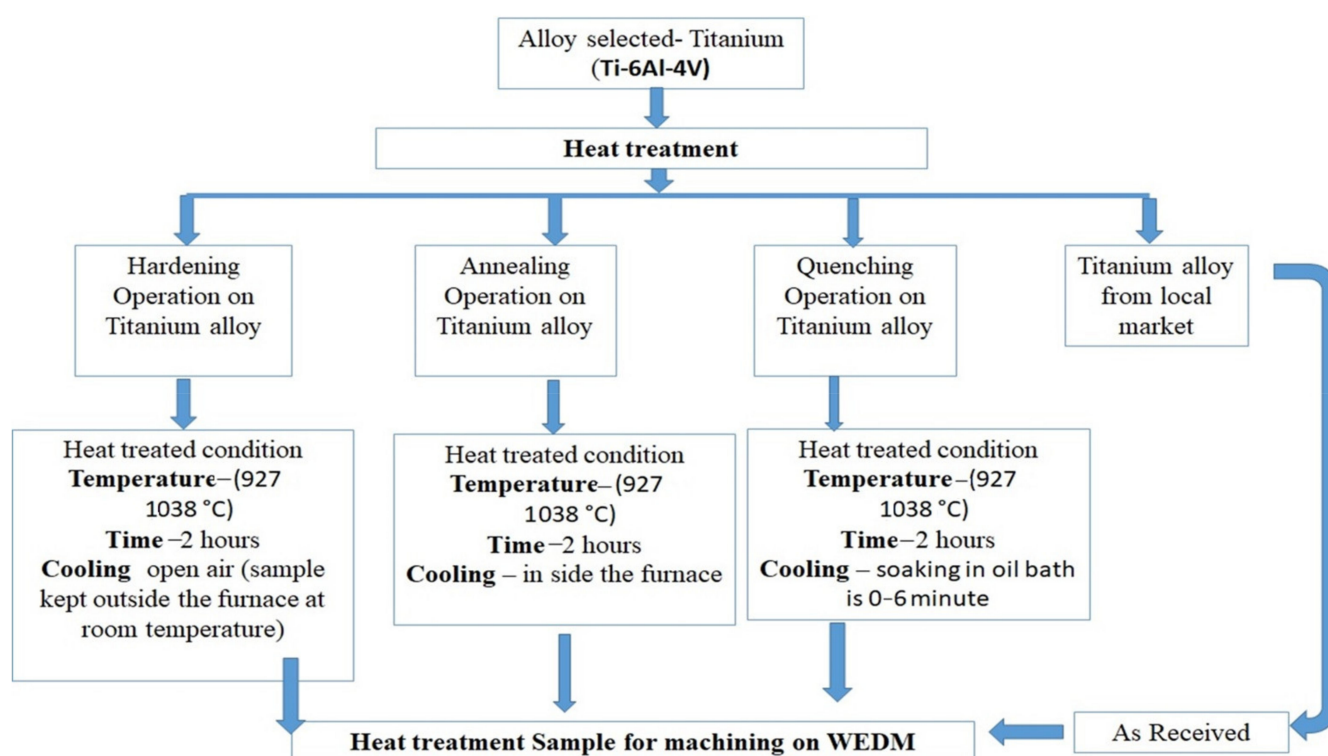 Alloy selected- Titanium
(Ti-6Al-4V)
Heat treatment
Hardening
Operation on
Titanium alloy
Annealing
Operation on
Titanium alloy
Quenching
Operation on
Titanium alloy
Titanium alloy
from local
market
Heat treated condition
Temperature–(927
1038 °C)
Time –2 hours
Cooling open air (sample
kept outside the furnace at
room temperature)
Heat treated condition
Temperature–(927
1038 °C)
Time –2 hours
Cooling – in side the furnace
Heat treated condition
Temperature–(927
1038 °C)
Time –2 hours
Cooling – soaking in oil bath
is 0–6 minute
As Received
Heat treatment Sample for machining on WEDM